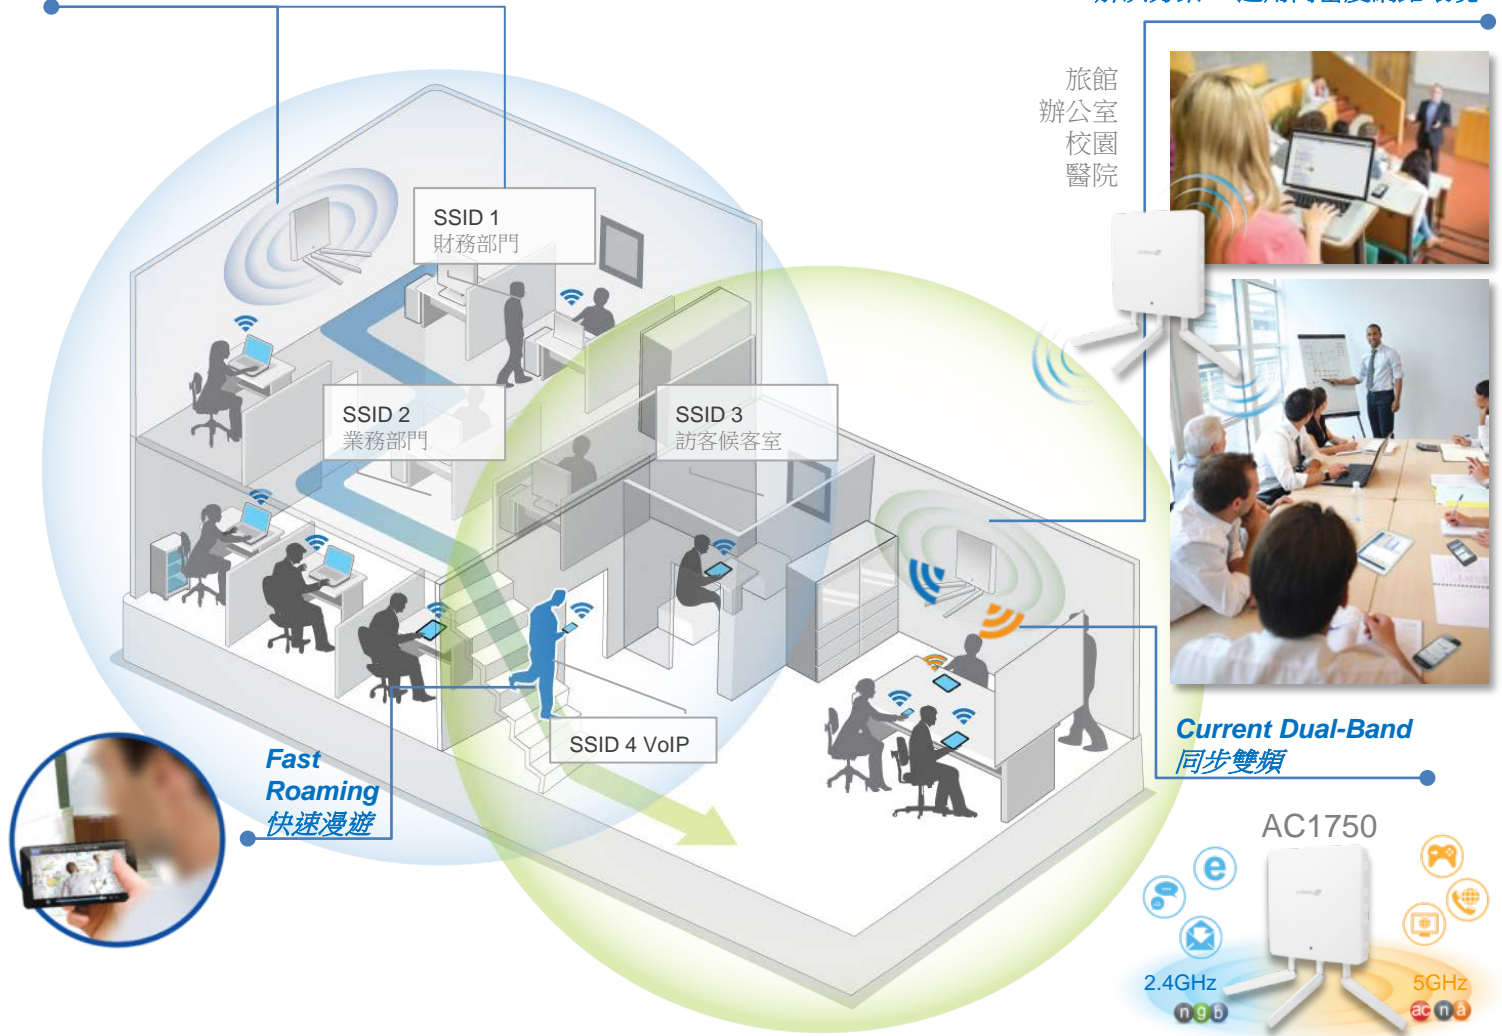 旅館
辦公室
校園
醫院
SSID 1
財務部門
SSID 2
業務部門
SSID 3
訪客候客室
SSID 4 VoIP
Fast
Roaming
快速漫遊
Current Dual-Band
同步雙頻
AC1750
2.4GHz
n g b
5GHz
ac n a